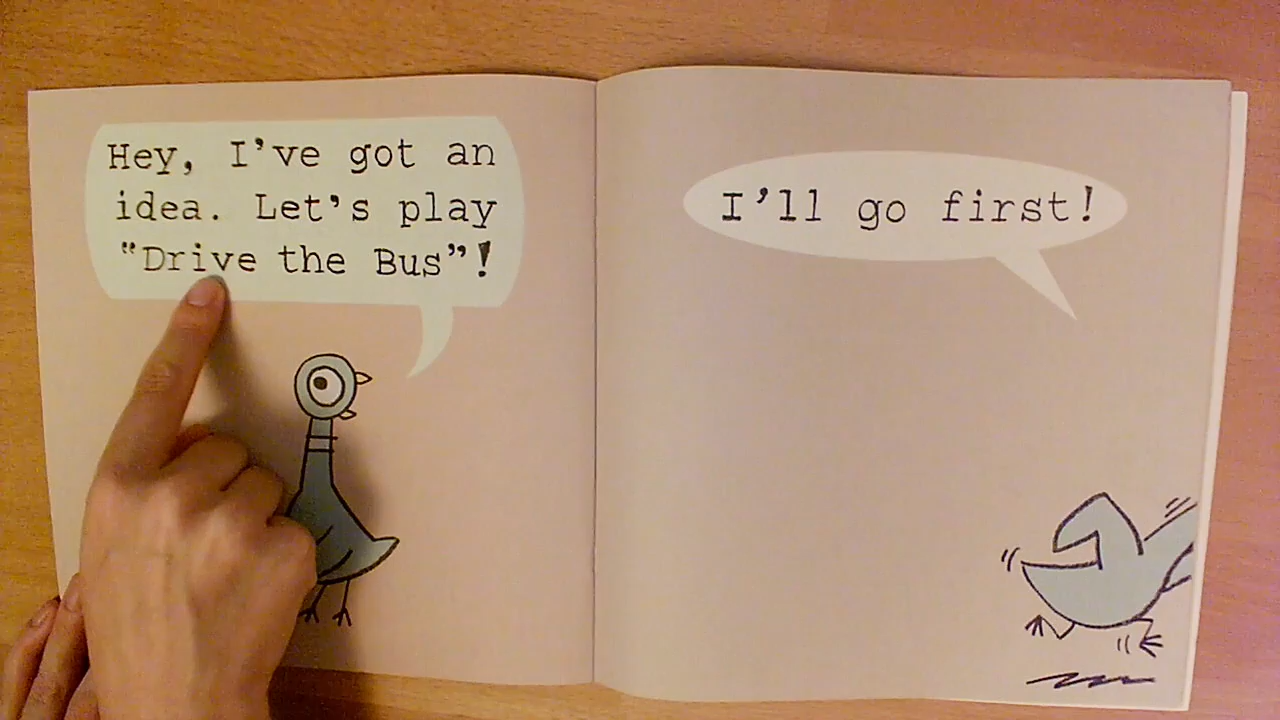 Hey, I’ve got an
idea. Let’s play
“Drive the Bus”!
I’ll go first!